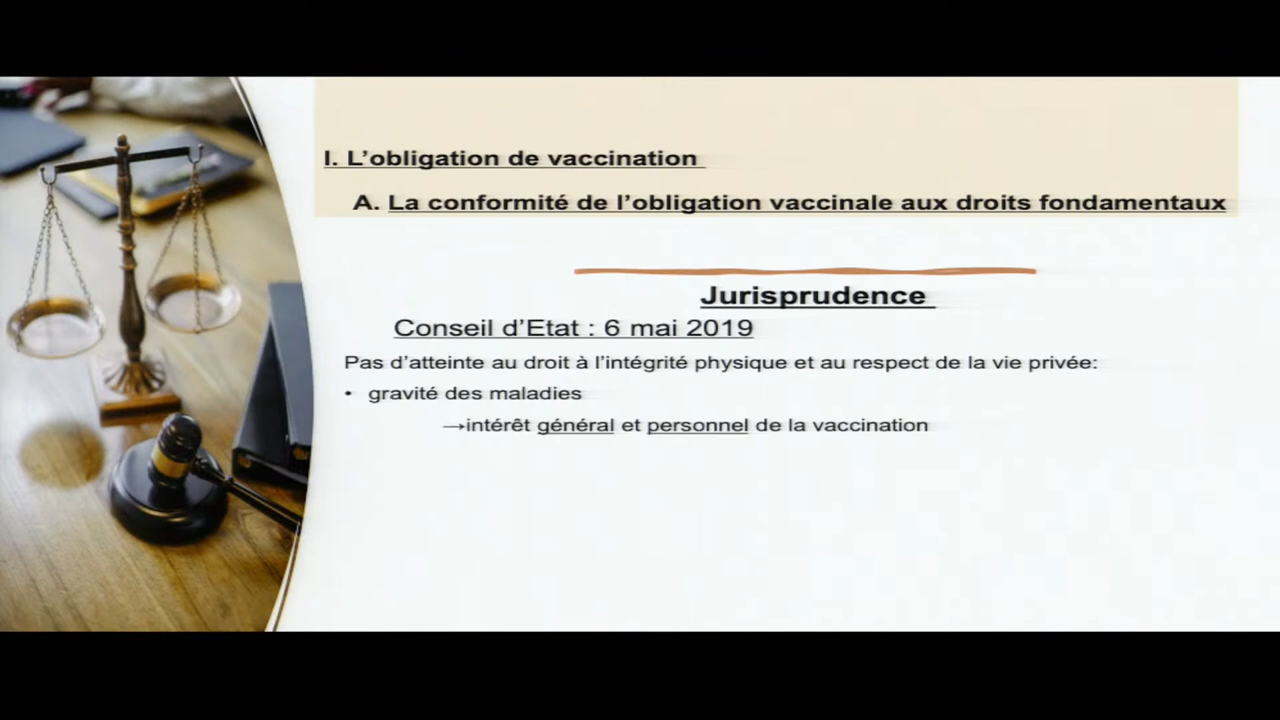 I. L’obligation de vaccination
A. La conformité de l’obligation vaccinale aux droits fondamentaux
Jurisprudence
Conseil d’Etat : 6 mai 2019
Pas d’atteinte au droit à l’intégrité physique et au respect de la vie privée:
• gravité des maladies
→intérêt général et personnel de la vaccination